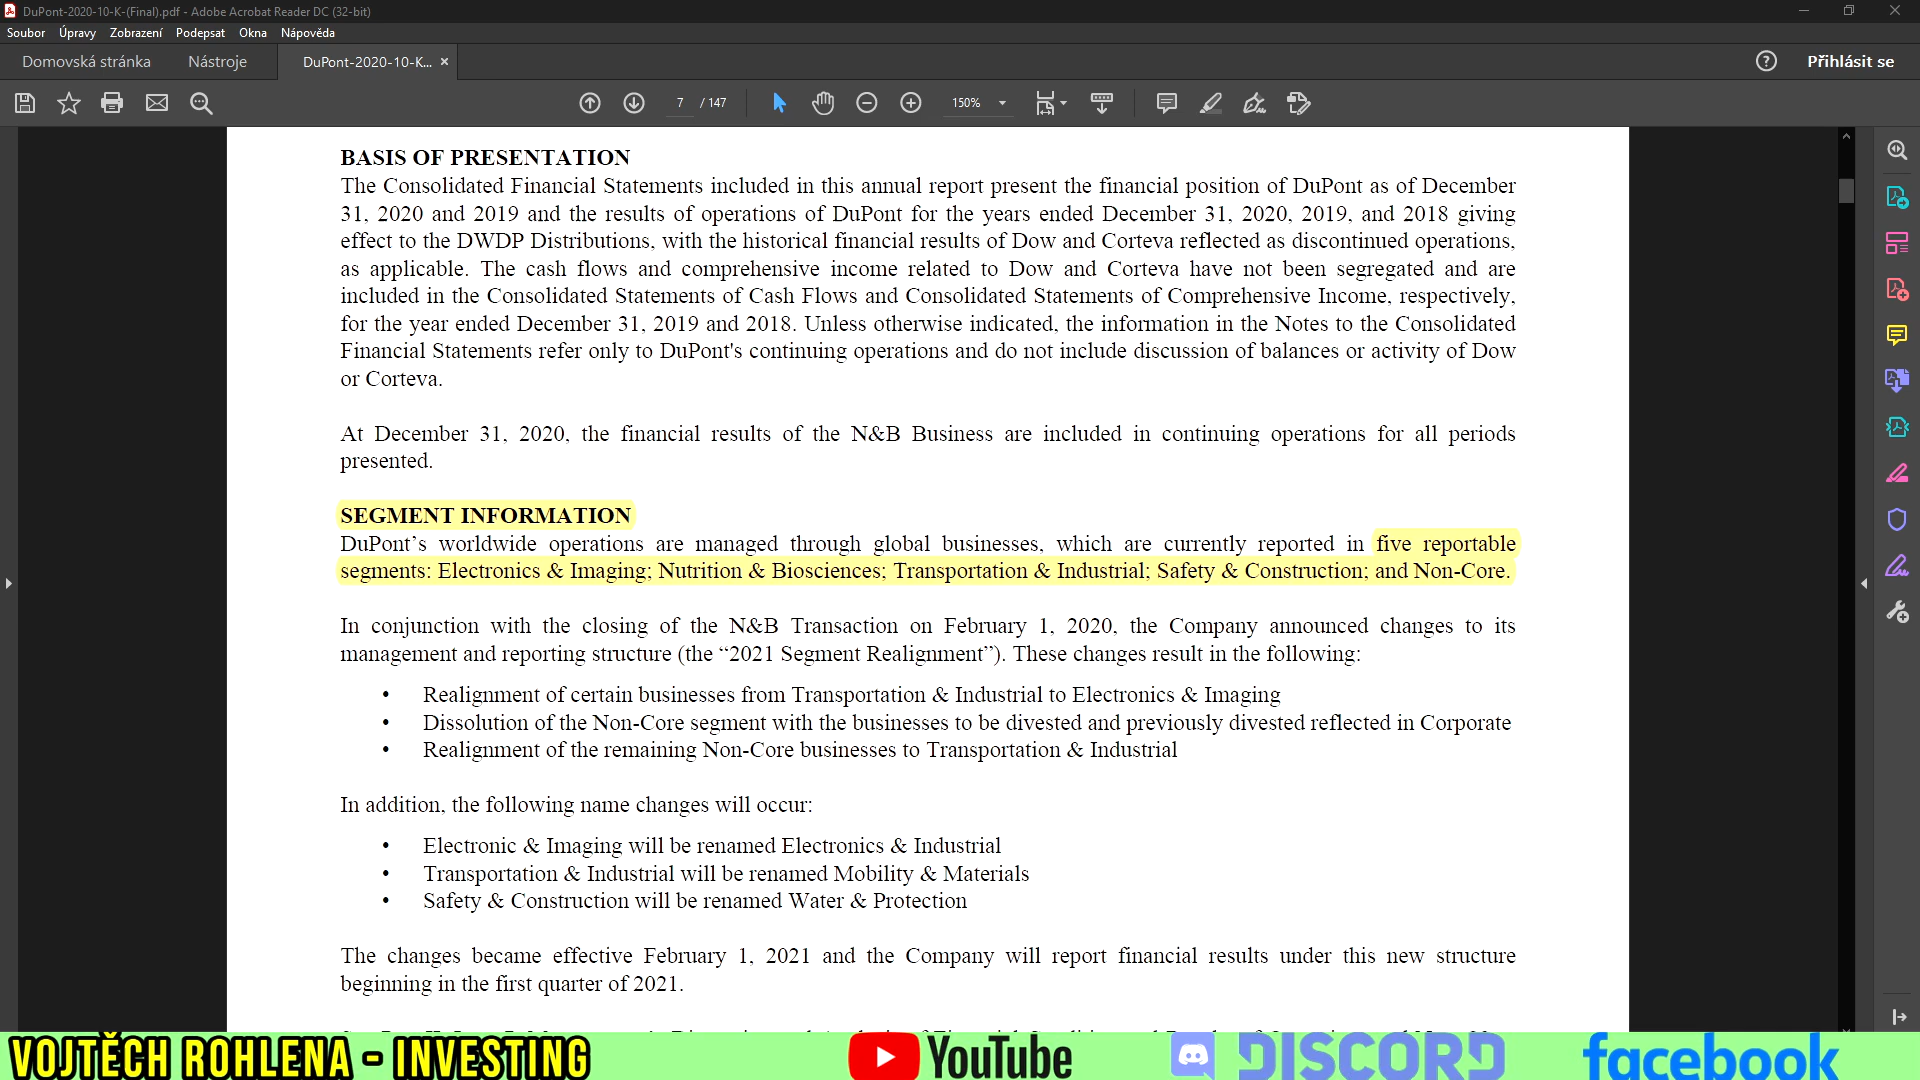 DuPont-2020-10-K-(Final).pdf - Adobe Acrobat Reader DC (32-bit)
Soubor Úpravy Zobrazení Podepsat Okna Nápověda
Domovská stránka Nástroje DuPont-2020-10-K... × Přihlásit se
7 / 147 150%
BASIS OF PRESENTATION
The Consolidated Financial Statements included in this annual report present the financial position of DuPont as of December
31, 2020 and 2019 and the results of operations of DuPont for the years ended December 31, 2020, 2019, and 2018 giving
effect to the DWDP Distributions, with the historical financial results of Dow and Corteva reflected as discontinued operations,
as applicable. The cash flows and comprehensive income related to Dow and Corteva have not been segregated and are
included in the Consolidated Statements of Cash Flows and Consolidated Statements of Comprehensive Income, respectively,
for the year ended December 31, 2019 and 2018. Unless otherwise indicated, the information in the Notes to the Consolidated
Financial Statements refer only to DuPont's continuing operations and do not include discussion of balances or activity of Dow
or Corteva.
At December 31, 2020, the financial results of the N&B Business are included in continuing operations for all periods
presented.
SEGMENT INFORMATION
DuPont’s worldwide operations are managed through global businesses, which are currently reported in five reportable
segments: Electronics & Imaging; Nutrition & Biosciences; Transportation & Industrial; Safety & Construction; and Non-Core.
In conjunction with the closing of the N&B Transaction on February 1, 2020, the Company announced changes to its
management and reporting structure (the “2021 Segment Realignment”). These changes result in the following:
• Realignment of certain businesses from Transportation & Industrial to Electronics & Imaging
• Dissolution of the Non-Core segment with the businesses to be divested and previously divested reflected in Corporate
• Realignment of the remaining Non-Core businesses to Transportation & Industrial
In addition, the following name changes will occur:
• Electronic & Imaging will be renamed Electronics & Industrial
• Transportation & Industrial will be renamed Mobility & Materials
• Safety & Construction will be renamed Water & Protection
The changes became effective February 1, 2021 and the Company will report financial results under this new structure
beginning in the first quarter of 2021.
VOJTĚCH ROHLENA - INVESTING YouTube DISCORD facebook